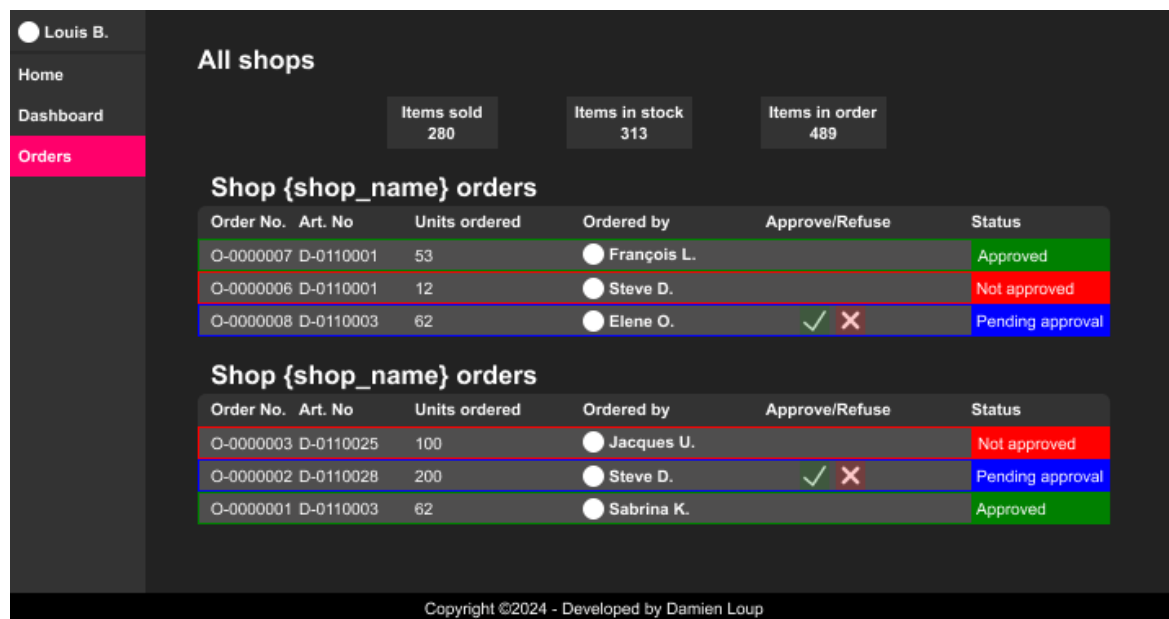 Louis B.
Home
Dashboard
Orders
All shops
Items sold
280
Items in stock
313
Items in order
489
Shop {shop_name} orders
Order No. Art. No Units ordered Ordered by Approve/Refuse Status
O-0000007 D-0110001 53 François L. Approved
O-0000006 D-0110001 12 Steve D. Not approved
O-0000008 D-0110003 62 Elene O. Pending approval
Shop {shop_name} orders
Order No. Art. No Units ordered Ordered by Approve/Refuse Status
O-0000003 D-0110025 100 Jacques U. Not approved
O-0000002 D-0110028 200 Steve D. Pending approval
O-0000001 D-0110003 62 Sabrina K. Approved
Copyright ©2024 - Developed by Damien Loup